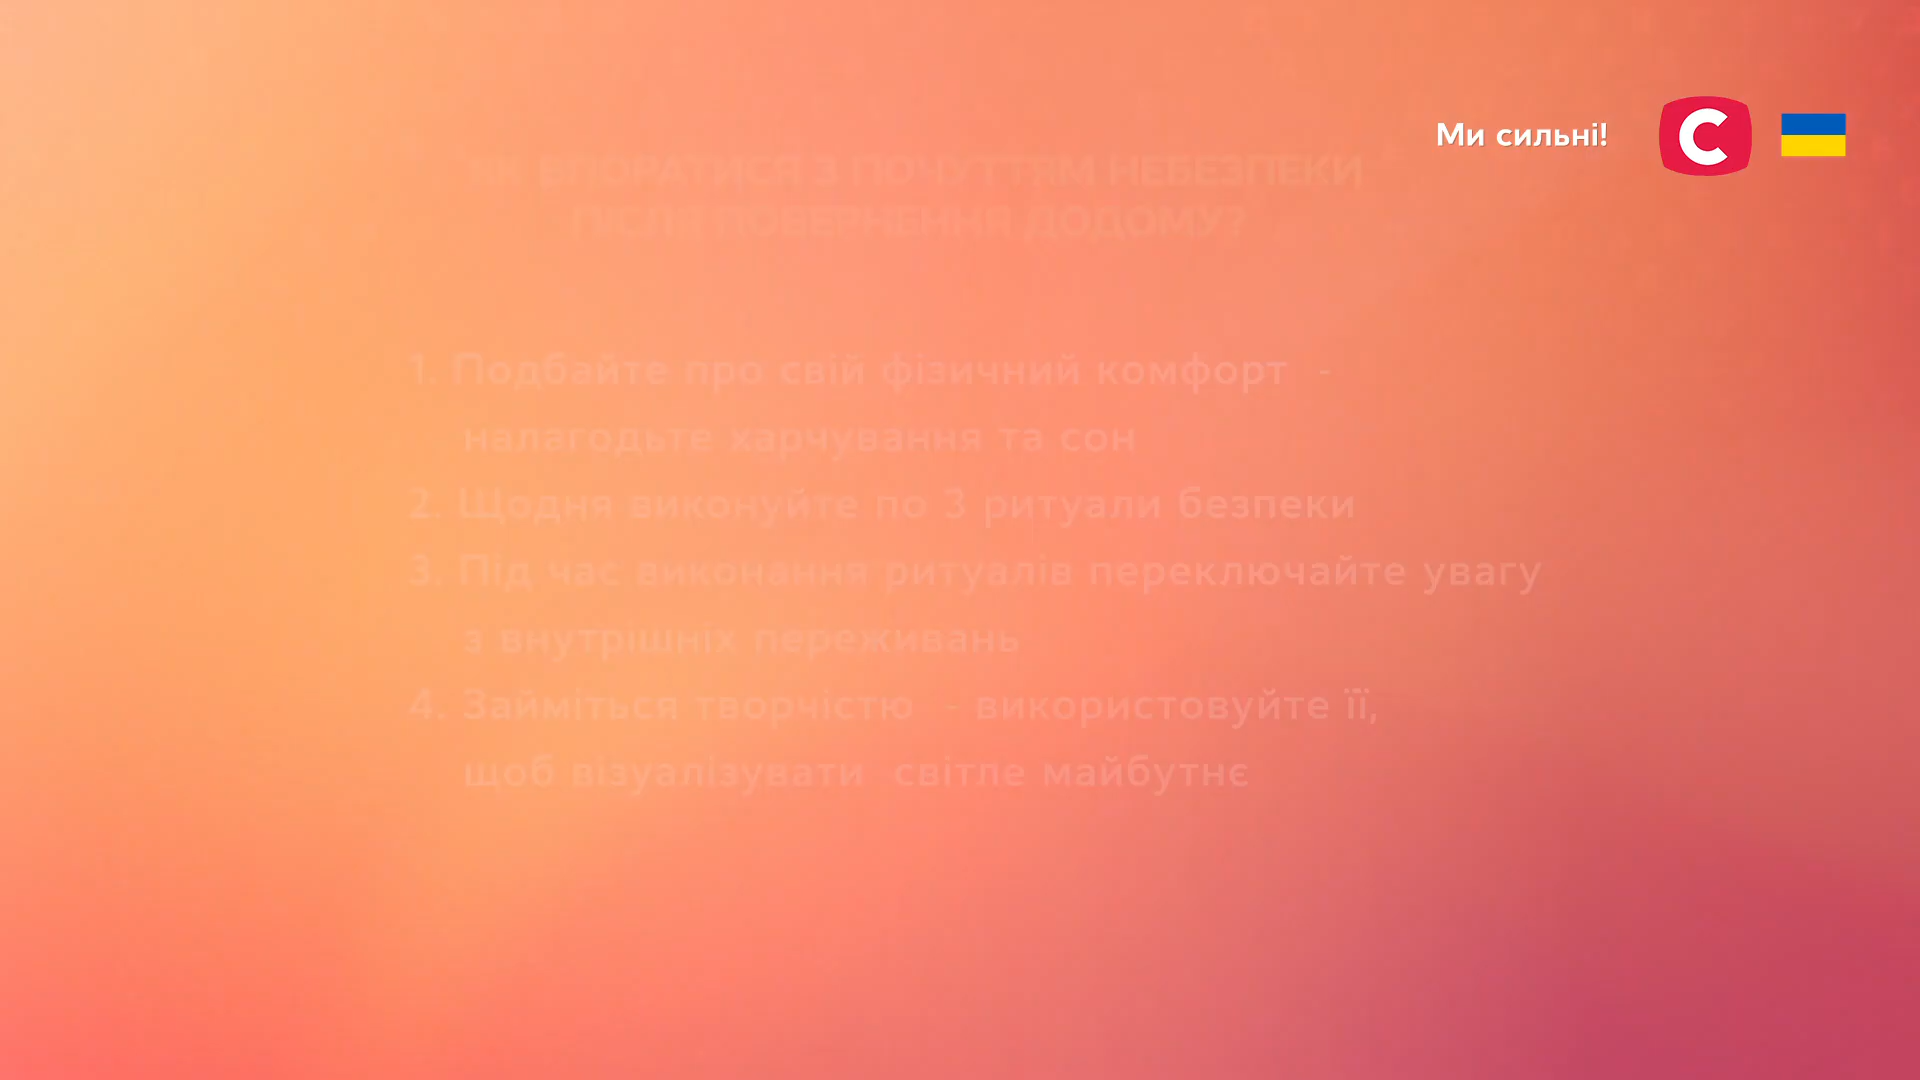 Ми сильні!
С
ЯК ВПОРАТИСЯ З ПОЧУТТЯМ НЕБЕЗПЕКИ
ПІСЛЯ ПОВЕРНЕННЯ ДОДОМУ?
1. Подбайте про свій фізичний комфорт -
налагодьте харчування та сон
2. Щодня виконуйте по 3 ритуали безпеки
3. Під час виконання ритуалів переключайте увагу
з внутрішніх переживань
4. Займіться творчістю - використовуйте її,
щоб візуалізувати світле майбутнє